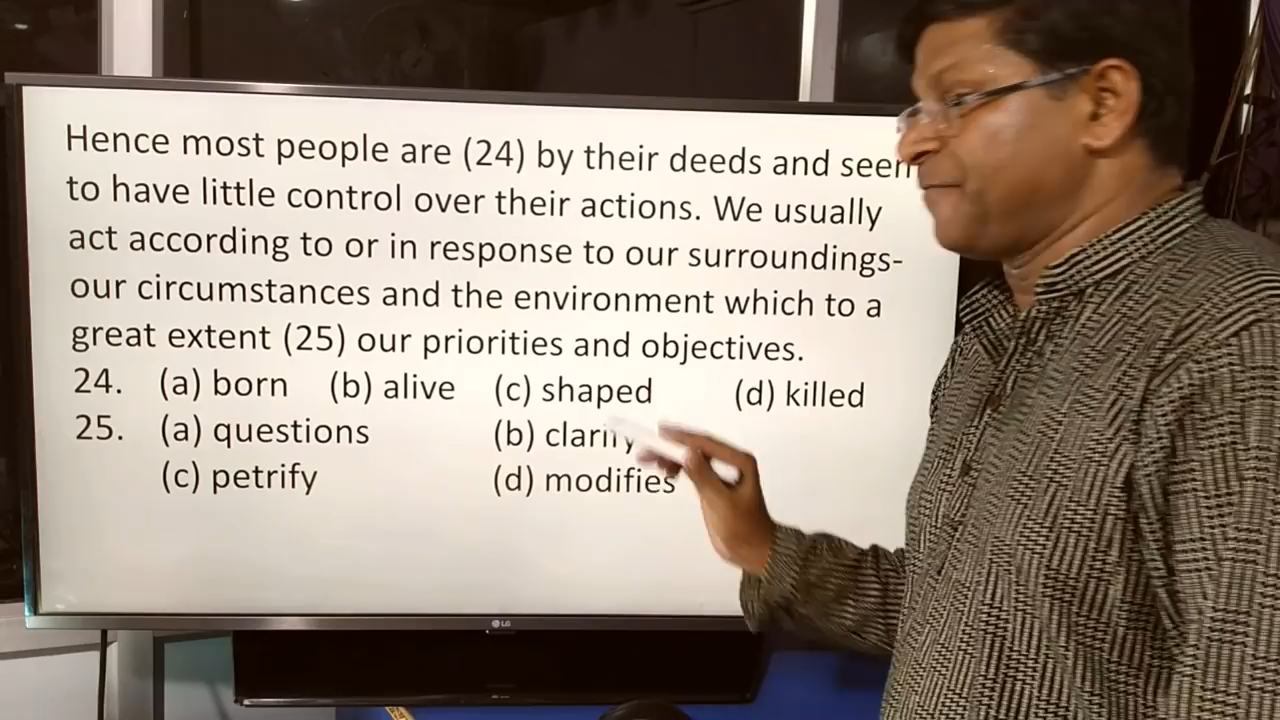 Hence most people are (24) by their deeds and seen
to have little control over their actions. We usually
act according to or in response to our surroundings-
our circumstances and the environment which to a
great extent (25) our priorities and objectives.
24. (a) born (b) alive (c) shaped (d) killed
25. (a) questions (b) clarify
(c) petrify (d) modifies
LG